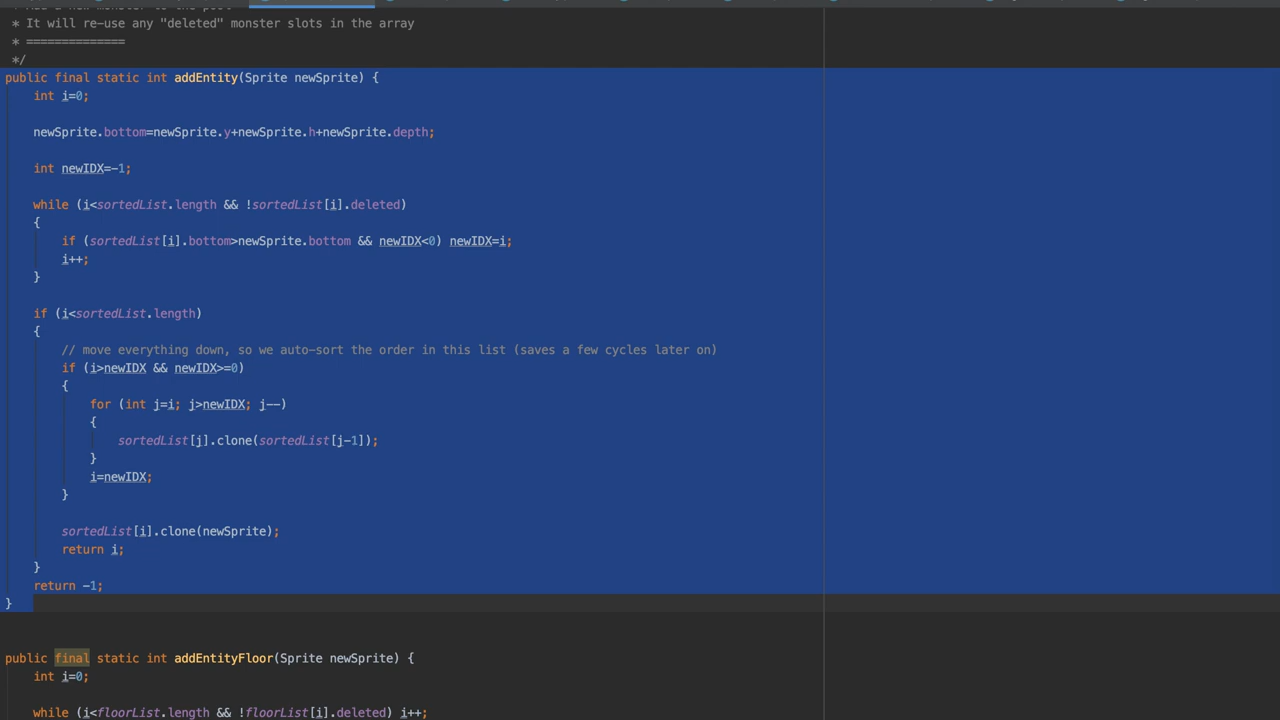 * It will re-use any "deleted" monster slots in the array
* ==============
*/
public final static int addEntity(Sprite newSprite) {
int i=0;
newSprite.bottom=newSprite.y+newSprite.h+newSprite.depth;
int newIDX=-1;
while (i<sortedList.length && !sortedList[i].deleted)
{
if (sortedList[i].bottom>newSprite.bottom && newIDX<0) newIDX=i;
i++;
}
if (i<sortedList.length)
{
// move everything down, so we auto-sort the order in this list (saves a few cycles later on)
if (i>newIDX && newIDX>=0)
{
for (int j=i; j>newIDX; j--)
{
sortedList[j].clone(sortedList[j-1]);
}
i=newIDX;
}
sortedList[i].clone(newSprite);
return i;
}
return -1;
}
public final static int addEntityFloor(Sprite newSprite) {
int i=0;
while (i<floorList.length && !floorList[i].deleted) i++;